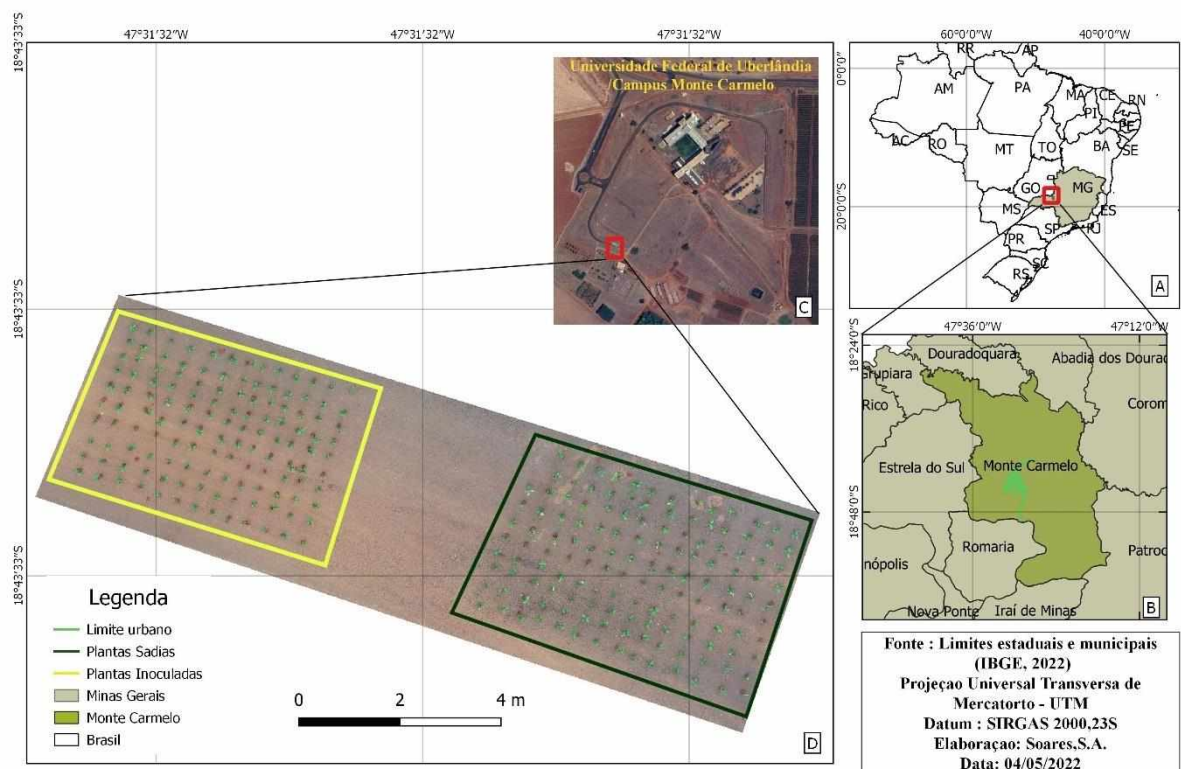 47°31'32"W
47°31'32"W
47°31'32"W
18°43'33"S
18°43'33"S
18°43'33"S
Universidade Federal de Uberlândia
/Campus Monte Carmelo
C
Legenda
Limite urbano
Plantas Sadias
Plantas Inoculadas
Minas Gerais
Monte Carmelo
Brasil
0 2 4 m
D
60°0'0"W
40°0'0"W
0°0'0"
20°0'0"S
RR
AP
AM
PA
MA
CE
RN
PI
PE
AC
RO
MT
TO
BA
SE
GO
MG
MS
ES
SP
RJ
PR
SC
RS
A
47°36'0"W
47°12'0"W
18°24'0"S
18°48'0"S
Douradoquara
Abadia dos Dourad
Grupiara
Rico
Corom
Estrela do Sul
Monte Carmelo
Romaria
Patroc
nópolis
Nova Ponte
Iraí de Minas
B
Fonte : Limites estaduais e municipais
(IBGE, 2022)
Projeçao Universal Transversa de
Mercatorto - UTM
Datum : SIRGAS 2000,23S
Elaboraçao: Soares,S.A.
Data: 04/05/2022